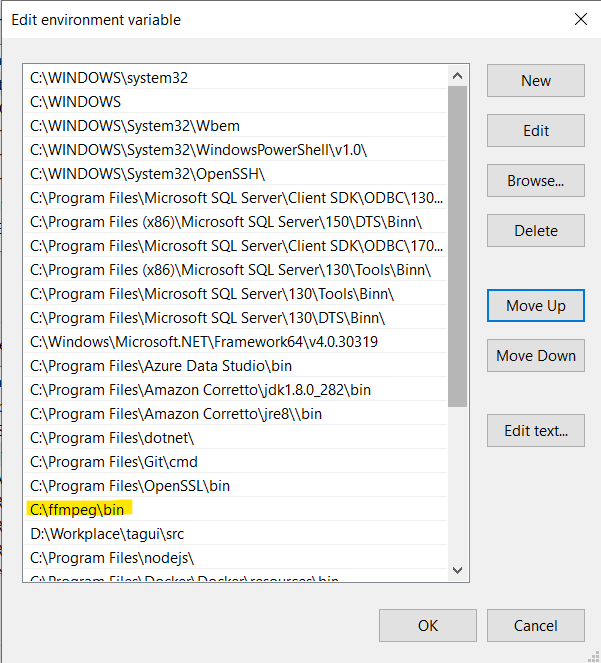 Edit environment variable
C:\WINDOWS\system32
C:\WINDOWS
C:\WINDOWS\System32\Wbem
C:\WINDOWS\System32\WindowsPowerShell\v1.0\
C:\WINDOWS\System32\OpenSSH\
C:\Program Files\Microsoft SQL Server\Client SDK\ODBC\130...
C:\Program Files (x86)\Microsoft SQL Server\150\DTS\Binn\
C:\Program Files\Microsoft SQL Server\Client SDK\ODBC\170...
C:\Program Files (x86)\Microsoft SQL Server\130\Tools\Binn\
C:\Program Files\Microsoft SQL Server\130\Tools\Binn\
C:\Program Files\Microsoft SQL Server\130\DTS\Binn\
C:\Windows\Microsoft.NET\Framework64\v4.0.30319
C:\Program Files\Azure Data Studio\bin
C:\Program Files\Amazon Corretto\jdk1.8.0_282\bin
C:\Program Files\Amazon Corretto\jre8\\bin
C:\Program Files\dotnet\
C:\Program Files\Git\cmd
C:\Program Files\OpenSSL\bin
C:\ffmpeg\bin
D:\Workplace\tagui\src
C:\Program Files\nodejs\
C:\Program Files\Docker\Docker\resources\bin
New
Edit
Browse...
Delete
Move Up
Move Down
Edit text...
OK
Cancel